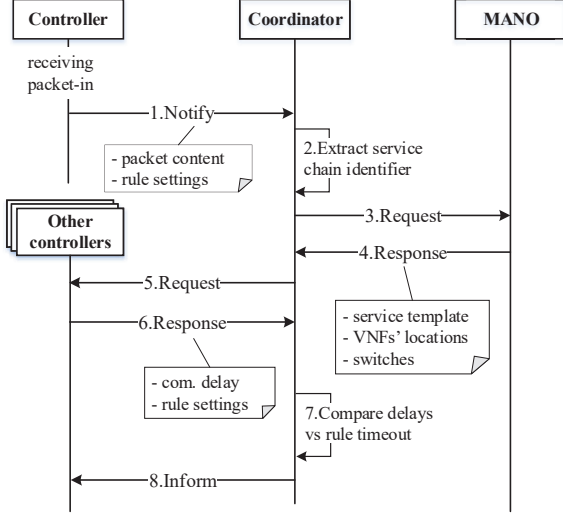 Controller
Coordinator
MANO
receiving
packet-in
1.Notify
- packet content
- rule settings
2.Extract service
chain identifier
3.Request
Other
controllers
4.Response
5.Request
- service template
- VNFs' locations
- switches
6.Response
- com. delay
- rule settings
7.Compare delays
vs rule timeout
8.Inform